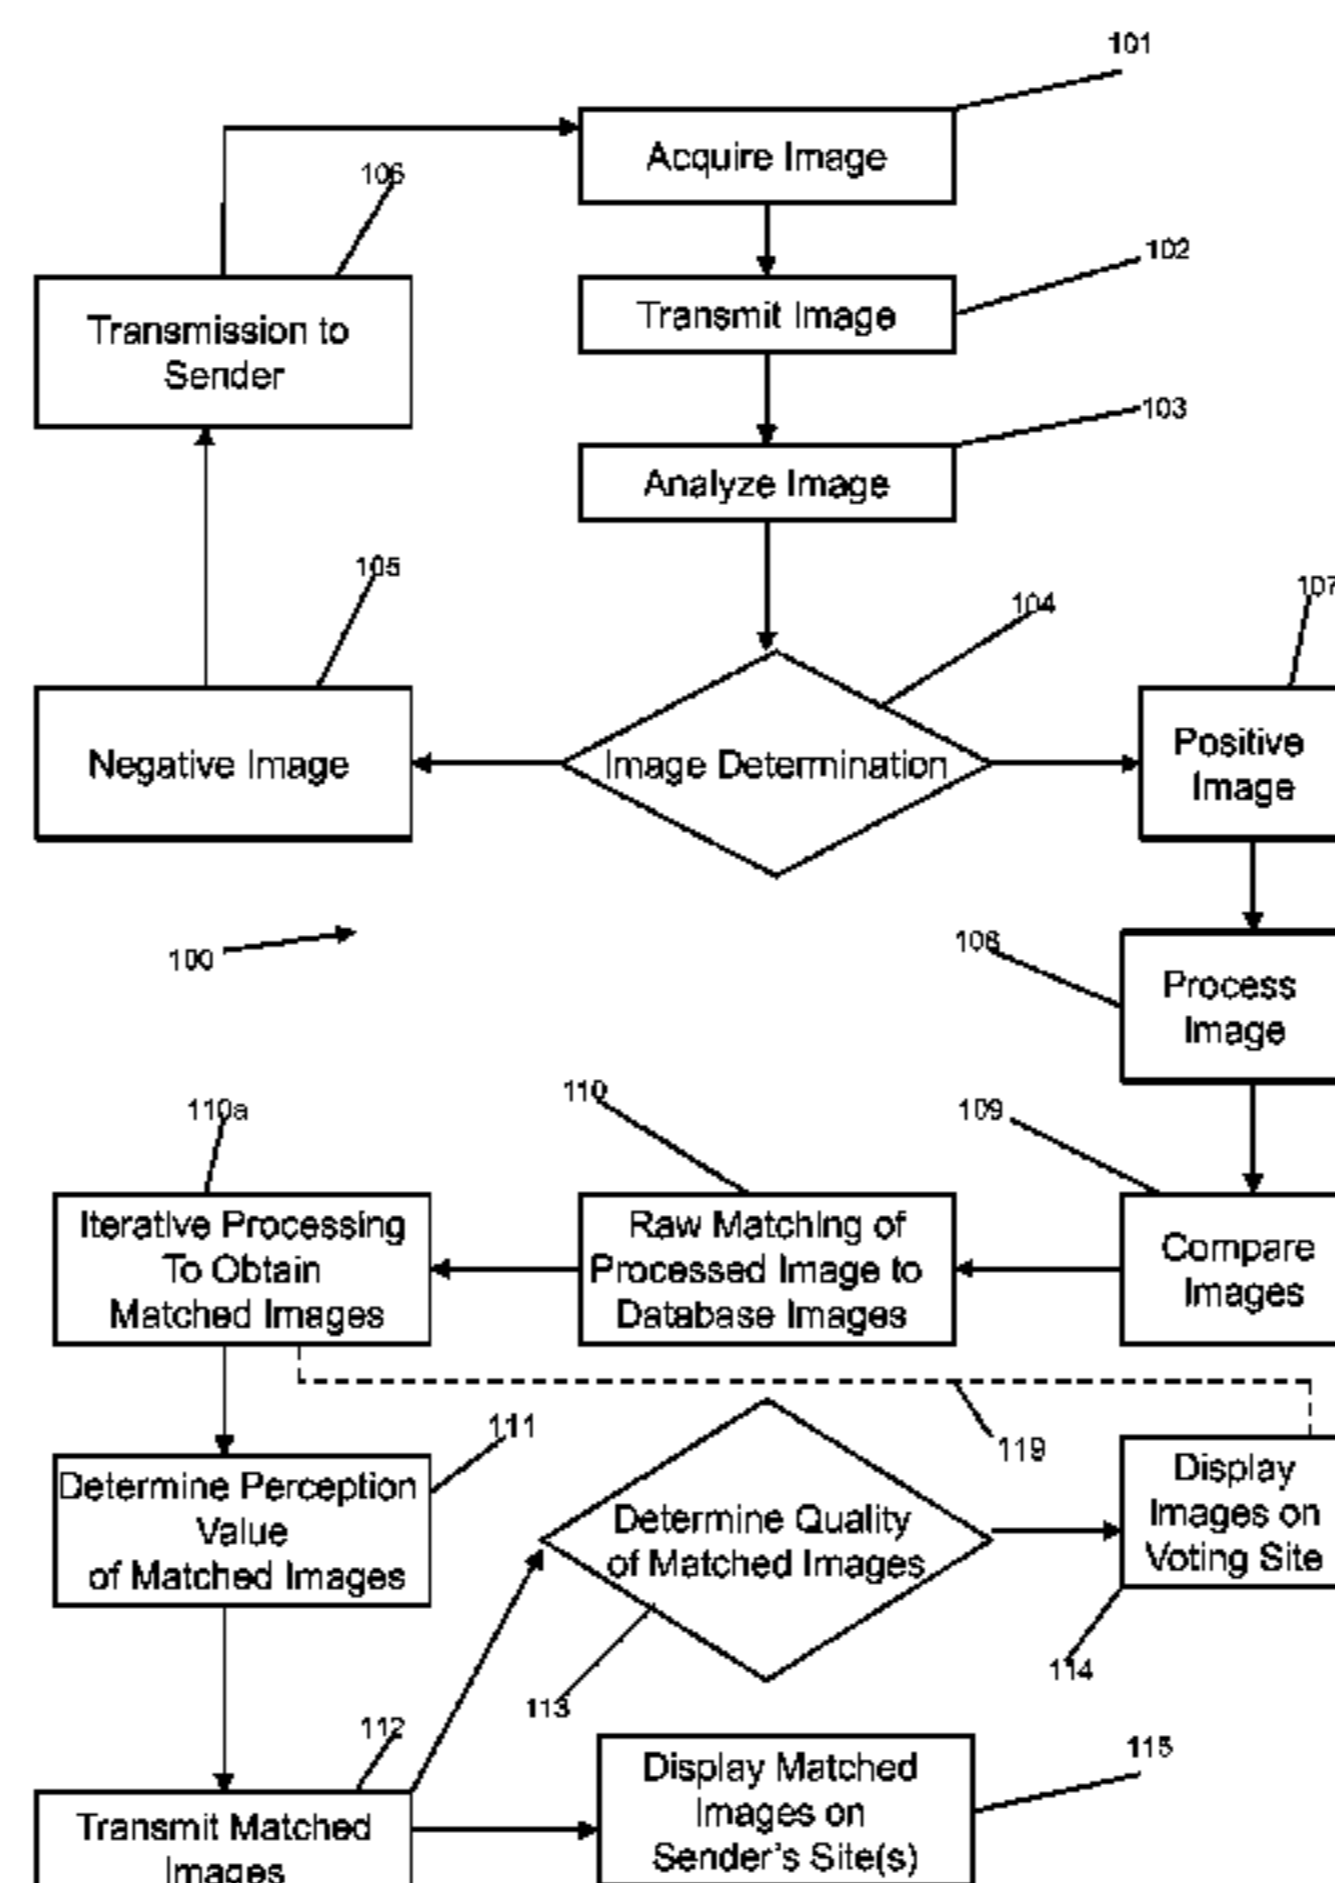 101
Acquire Image
106
102
Transmit Image
Transmission to
Sender
103
Analyze Image
105
104
107
Negative Image
Image Determination
Positive
Image
100
108
Process
Image
110a
110
109
Iterative Processing
To Obtain
Matched Images
Raw Matching of
Processed Image to
Database Images
Compare
Images
111
119
Determine Perception
Value
of Matched Images
Determine Quality
of Matched Images
Display
Images on
Voting Site
114
113
112
115
Transmit Matched
Images
Display Matched
Images on
Sender's Site(s)